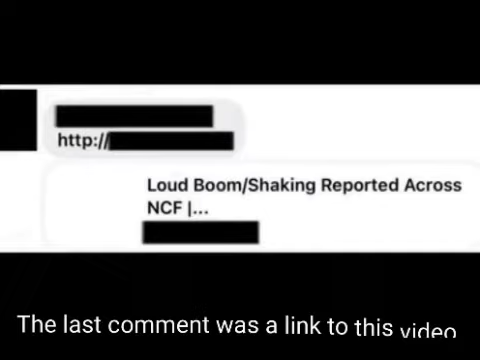 http://
Loud Boom/Shaking Reported Across
NCF |...
The last comment was a link to this video